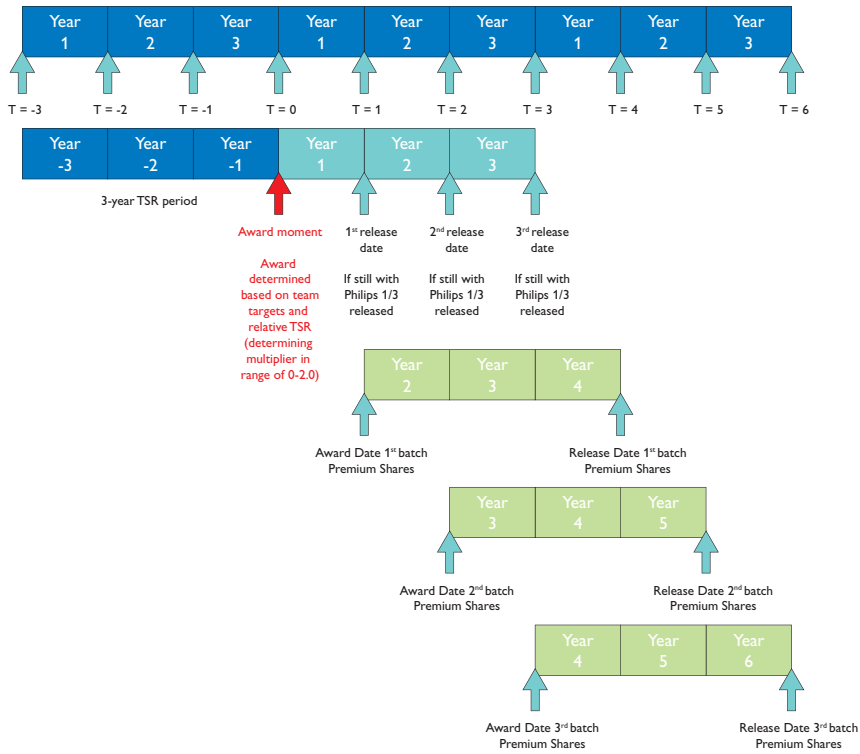 Year Year Year Year Year Year Year Year Year
1 2 3 1 2 3 1 2 3
T = -3 T = -2 T = -1 T = 0 T = 1 T = 2 T = 3 T = 4 T = 5 T = 6
Year Year Year Year Year Year
-3 -2 -1 1 2 3
3-year TSR period
Award moment
Award
determined
based on team
targets and
relative TSR
(determining
multiplier in
range of 0-2.0)
1st release
date
If still with
Philips 1/3
released
2nd release
date
If still with
Philips 1/3
released
3rd release
date
If still with
Philips 1/3
released
Year Year Year
2 3 4
Award Date 1st batch
Premium Shares
Release Date 1st batch
Premium Shares
Year Year Year
3 4 5
Award Date 2nd batch
Premium Shares
Release Date 2nd batch
Premium Shares
Year Year Year
4 5 6
Award Date 3rd batch
Premium Shares
Release Date 3rd batch
Premium Shares